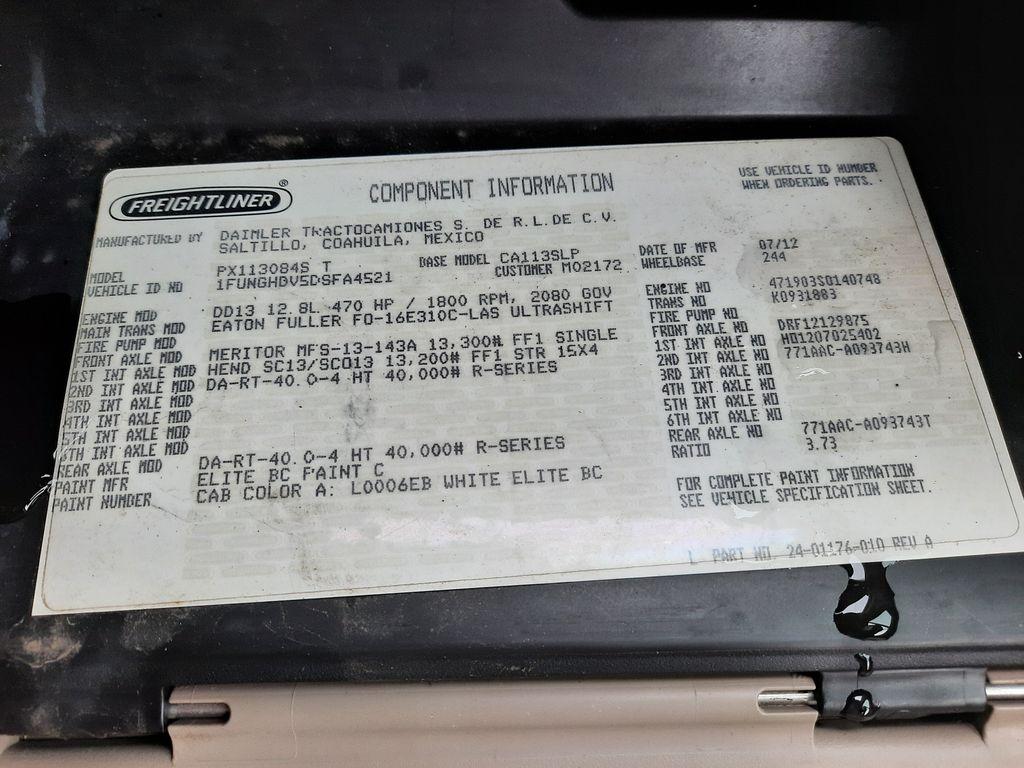 FREIGHTLINER®
COMPONENT INFORMATION
USE VEHICLE ID NUMBER
WHEN ORDERING PARTS.
MANUFACTURED BY DAIMLER TRACTOCAMIONES S. DE R.L.DE C.V.
SALTILLO, COAHUILA, MEXICO
MODEL PX113084S T BASE MODEL CA113SLP DATE OF MFR 07/12
VEHICLE ID NO 1FUNGHDV5DSFA4521 CUSTOMER M02172 WHEELBASE 244
ENGINE MOD DD13 12.8L 470 HP / 1800 RPM, 2080 GOV ENGINE NO 471903S0140748
MAIN TRANS MOD EATON FULLER FO-16E310C-LAS ULTRASHIFT TRANS NO K0931883
FIRE PUMP MOD FIRE PUMP NO
FRONT AXLE MOD MERITOR MFS-13-143A 13,300# FF1 SINGLE FRONT AXLE NO DRF12129875
1ST INT AXLE MOD HEND SC13/SC013 13,200# FF1 STR 15X4 1ST INT AXLE NO H01207025402
2ND INT AXLE MOD DA-RT-40.0-4 HT 40,000# R-SERIES 2ND INT AXLE NO 771AAC-A093743H
3RD INT AXLE MOD 3RD INT AXLE NO
4TH INT AXLE MOD 4TH INT AXLE NO
5TH INT AXLE MOD 5TH INT AXLE NO
6TH INT AXLE MOD 6TH INT AXLE NO
REAR AXLE MOD DA-RT-40.0-4 HT 40,000# R-SERIES REAR AXLE NO 771AAC-A093743T
PAINT MFR ELITE BC PAINT C RATIO 3.73
PAINT NUMBER CAB COLOR A: L0006EB WHITE ELITE BC
FOR COMPLETE PAINT INFORMATION
SEE VEHICLE SPECIFICATION SHEET.
PART NO. 24-01176-010 REV A